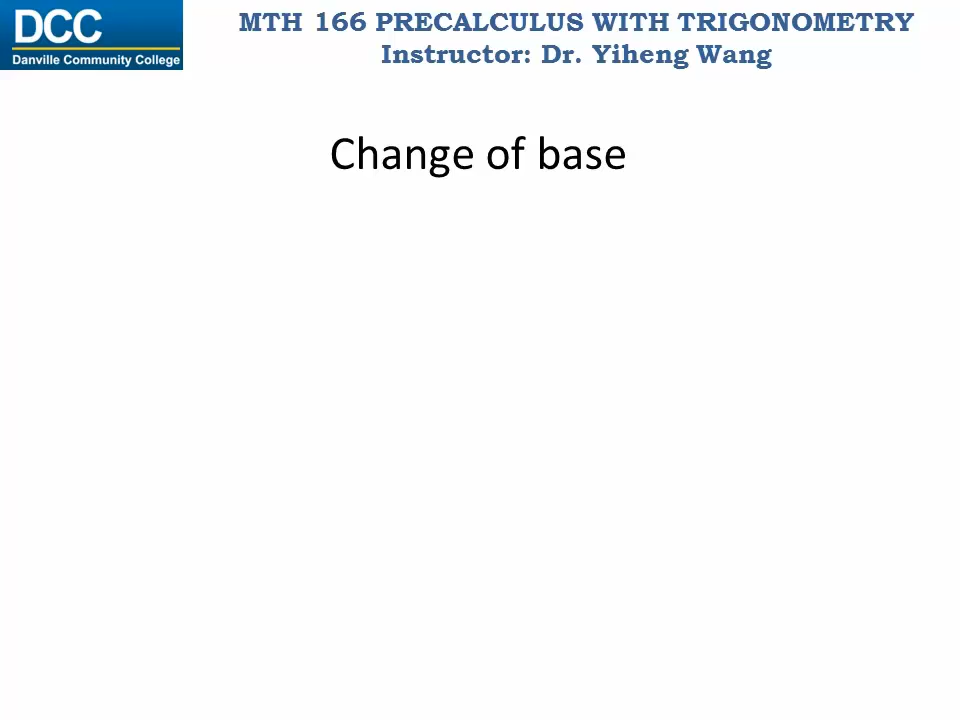 DCC
Danville Community College
MTH 166 PRECALCULUS WITH TRIGONOMETRY
Instructor: Dr. Yiheng Wang
Change of base